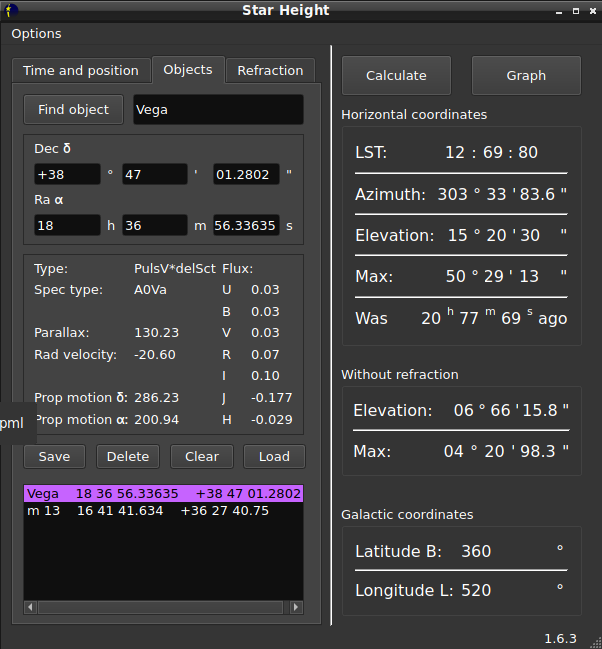 Star Height
Options
Time and position Objects Refraction
Find object Vega
Dec δ
+38 ° 47 ' 01.2802 "
Ra α
18 h 36 m 56.33635 s
Type: PulsV*delSct Flux:
Spec type: A0Va U 0.03
B 0.03
Parallax: 130.23 V 0.03
Rad velocity: -20.60 R 0.07
I 0.10
Prop motion δ: 286.23 J -0.177
Prop motion α: 200.94 H -0.029
pml
Save Delete Clear Load
Vega 18 36 56.33635 +38 47 01.2802
m 13 16 41 41.634 +36 27 40.75
Calculate Graph
Horizontal coordinates
LST: 12 : 69 : 80
Azimuth: 303 ° 33 ' 83.6 "
Elevation: 15 ° 20 ' 30 "
Max: 50 ° 29 ' 13 "
Was 20 h 77 m 69 s ago
Without refraction
Elevation: 06 ° 66 ' 15.8 "
Max: 04 ° 20 ' 98.3 "
Galactic coordinates
Latitude B: 360 °
Longitude L: 520 °
1.6.3